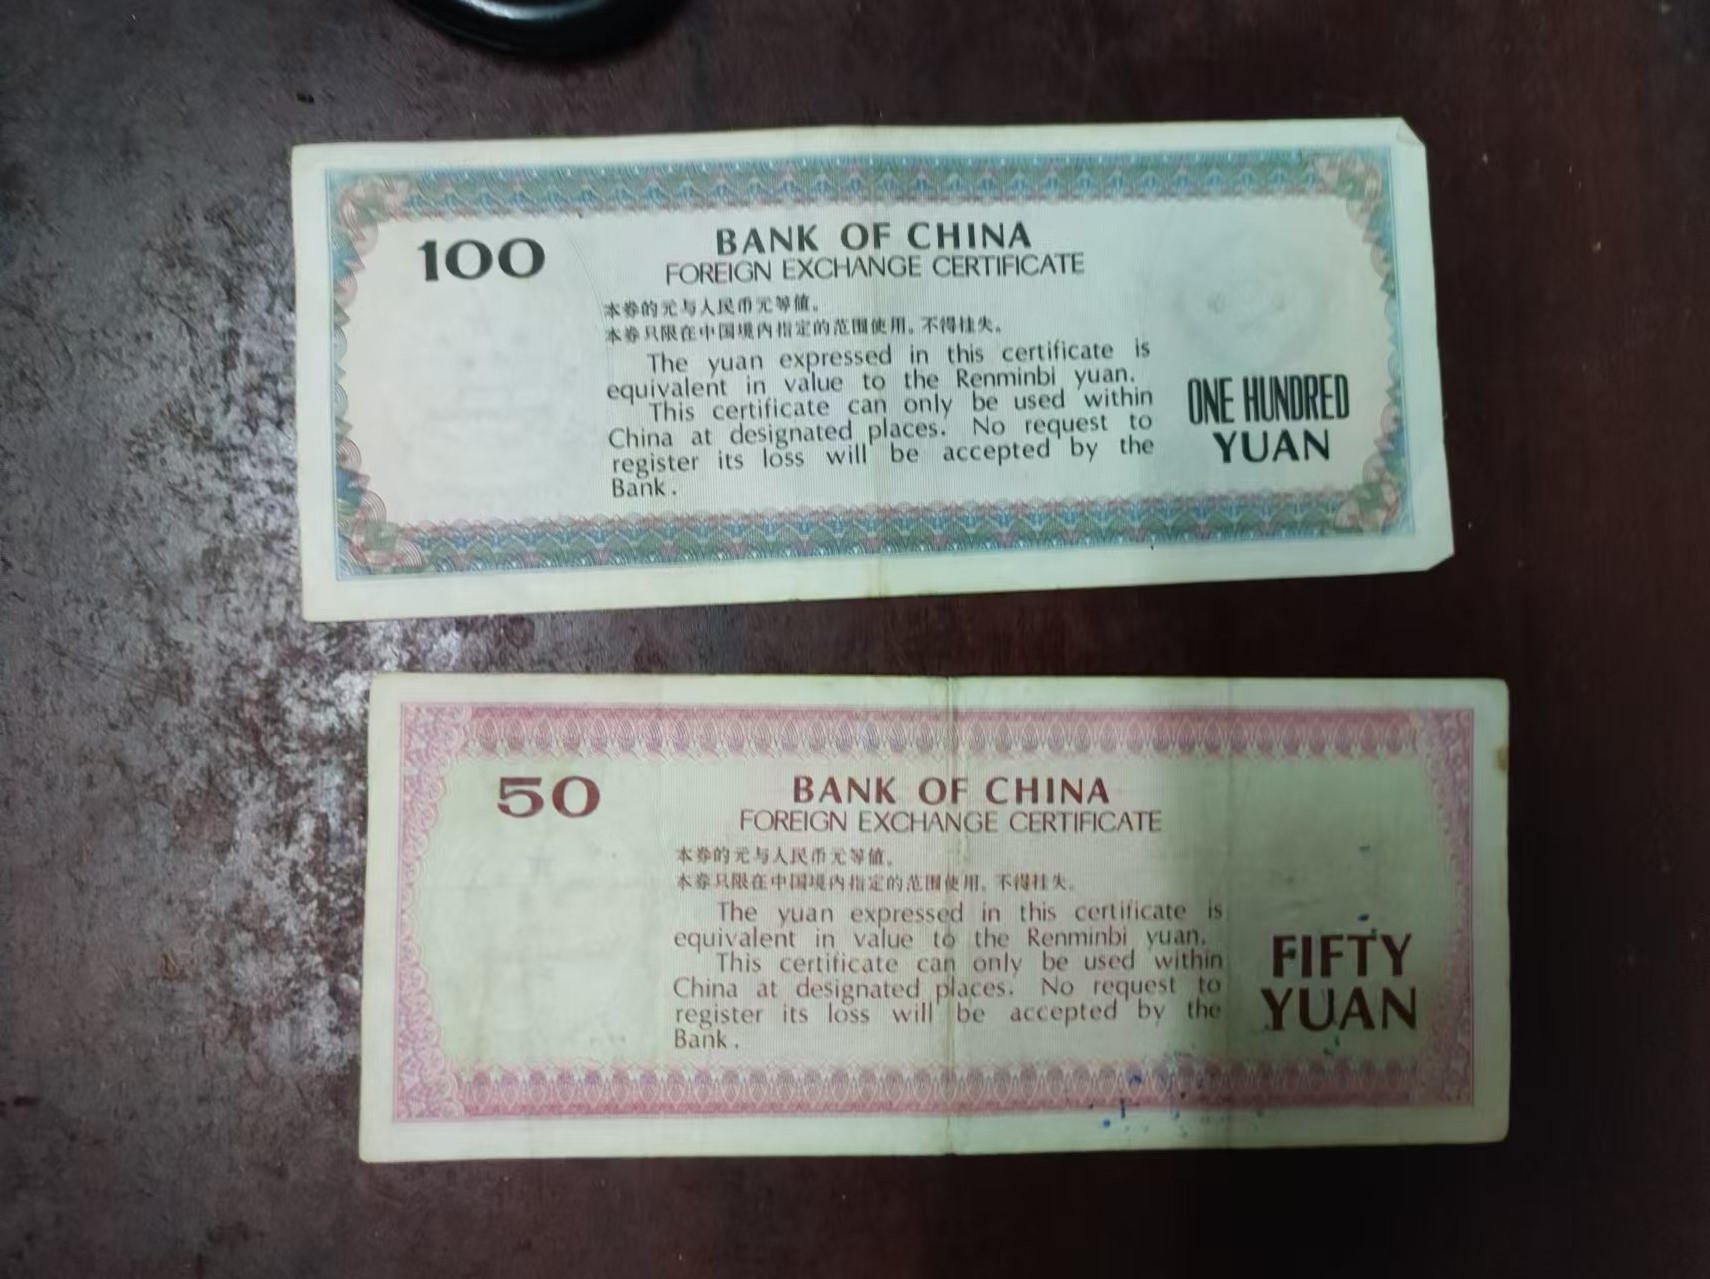 100
BANK OF CHINA
FOREIGN EXCHANGE CERTIFICATE
本券的元与人民币元等值。
本券只限在中国境内指定的范围使用。不得挂失。
The yuan expressed in this certificate is
equivalent in value to the Renminbi yuan.
This certificate can only be used within
China at designated places. No request to
register its loss will be accepted by the
Bank.
ONE HUNDRED
YUAN
50
BANK OF CHINA
FOREIGN EXCHANGE CERTIFICATE
本券的元与人民币元等值。
本券只限在中国境内指定的范围使用。不得挂失。
The yuan expressed in this certificate is
equivalent in value to the Renminbi yuan.
This certificate can only be used within
China at designated places. No request to
register its loss will be accepted by the
Bank.
FIFTY
YUAN